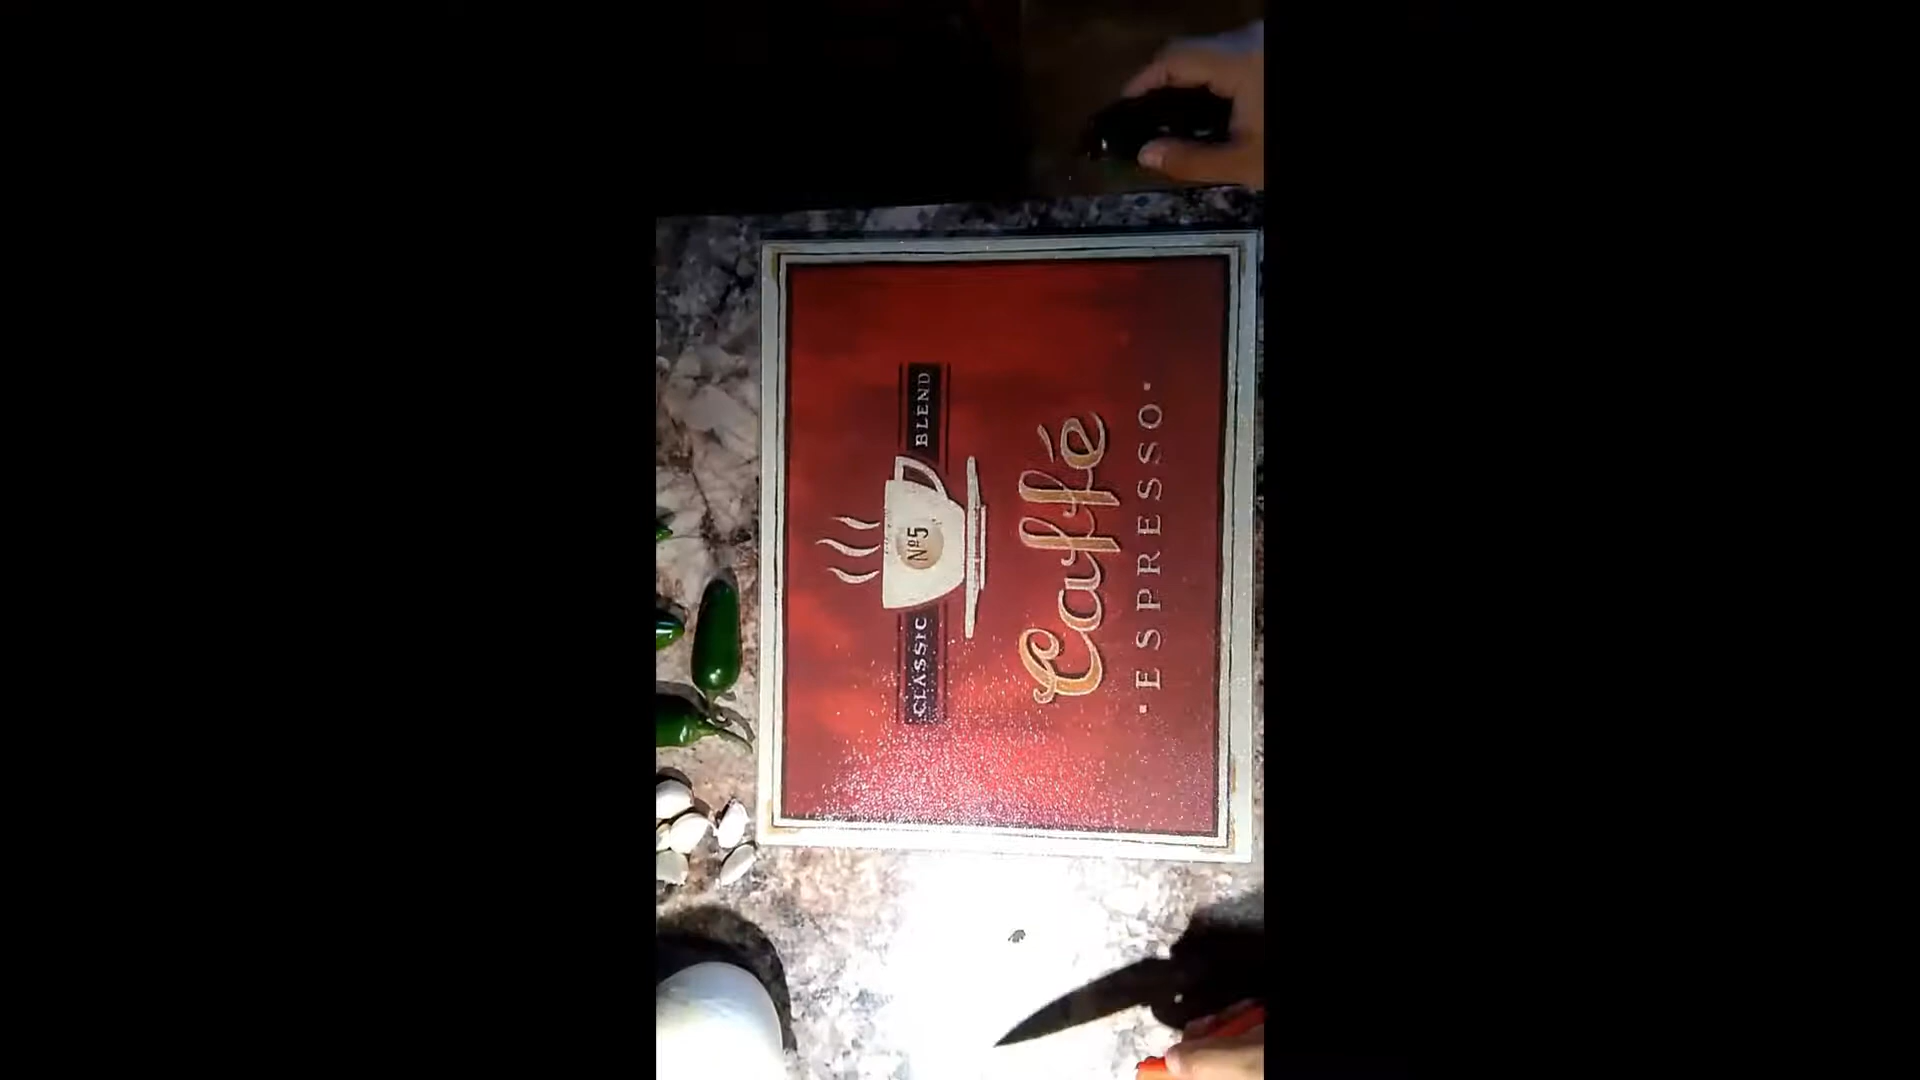 CLASSIC BLEND
Nº5
Caffé
• ESPRESSO •